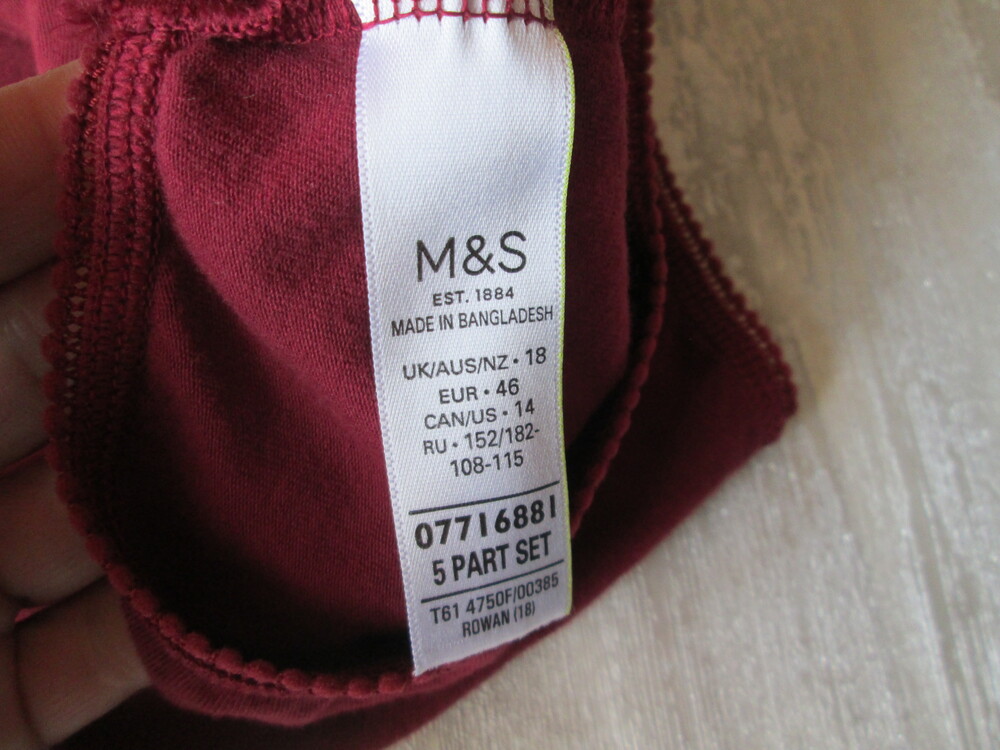 M&S
EST. 1884
MADE IN BANGLADESH
UK/AUS/NZ • 18
EUR • 46
CAN/US • 14
RU • 152/182-
108-115
07716881
5 PART SET
T61 4750F/00385
ROWAN (18)